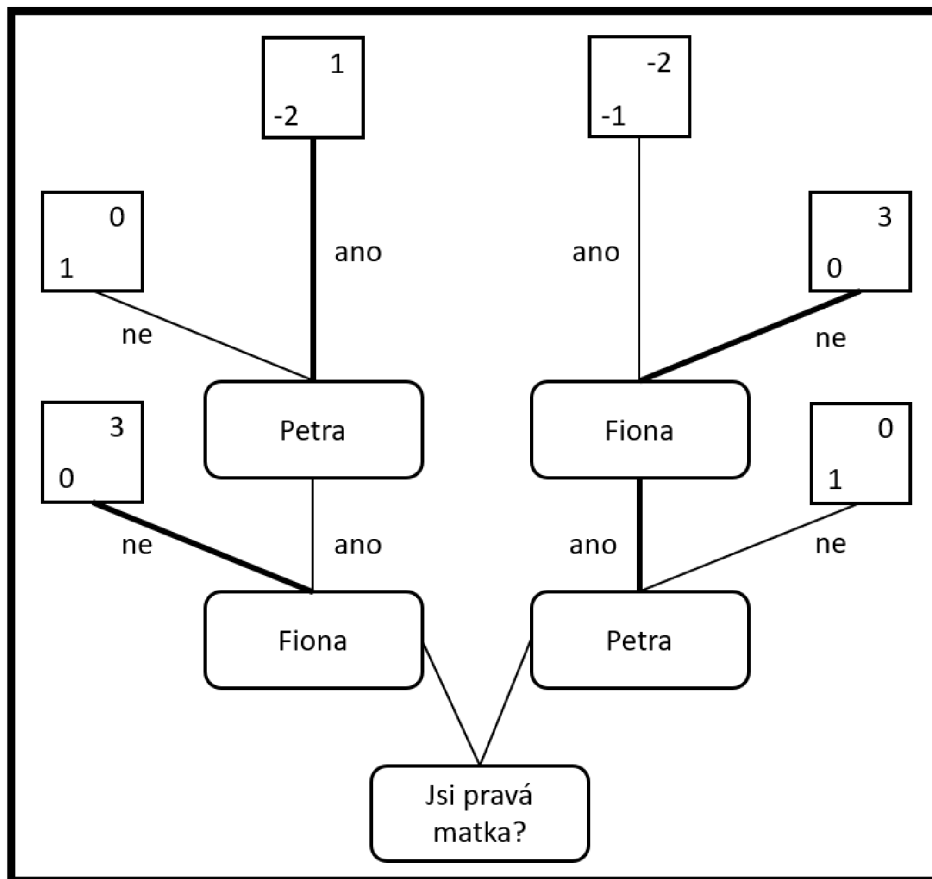 1
-2
-2
-1
0
1
3
0
ano
ano
ne
ne
Petra
Fiona
3
0
0
1
ne
ano
ano
ne
Fiona
Petra
Jsi pravá
matka?